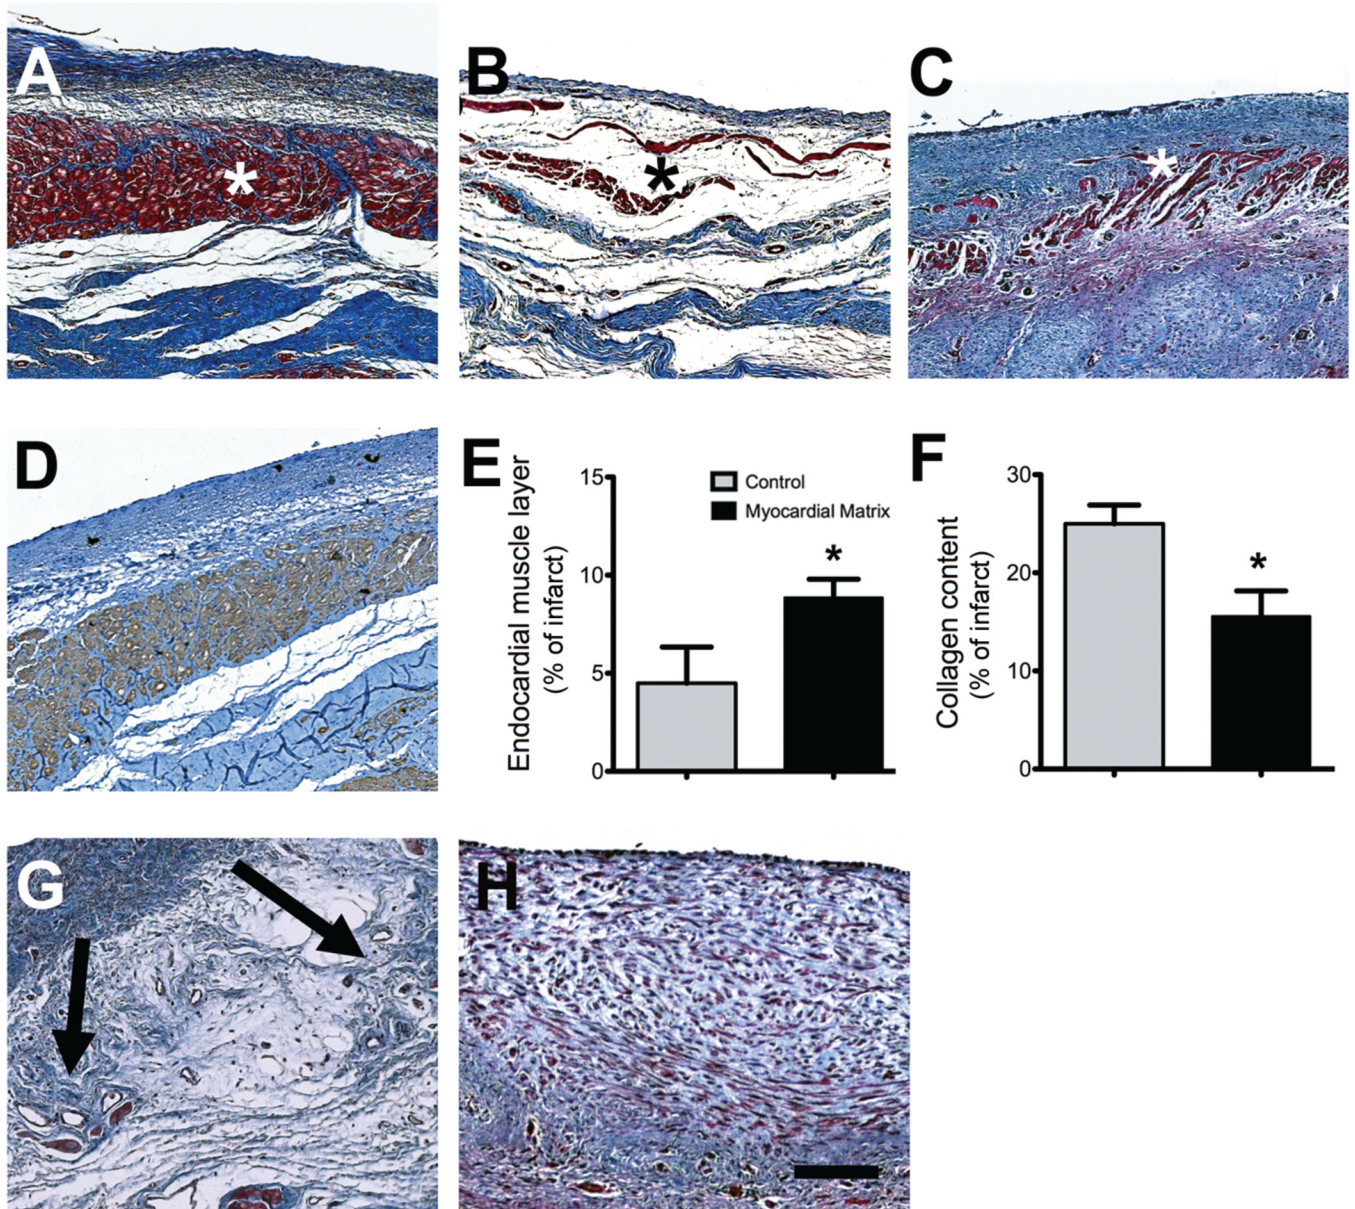 A
*
B
*
C
*
D
E
Endocardial muscle layer
(% of infarct)
15
10
5
0
Control
Myocardial Matrix
*
F
Collagen content
(% of infarct)
30
20
10
0
*
G
H